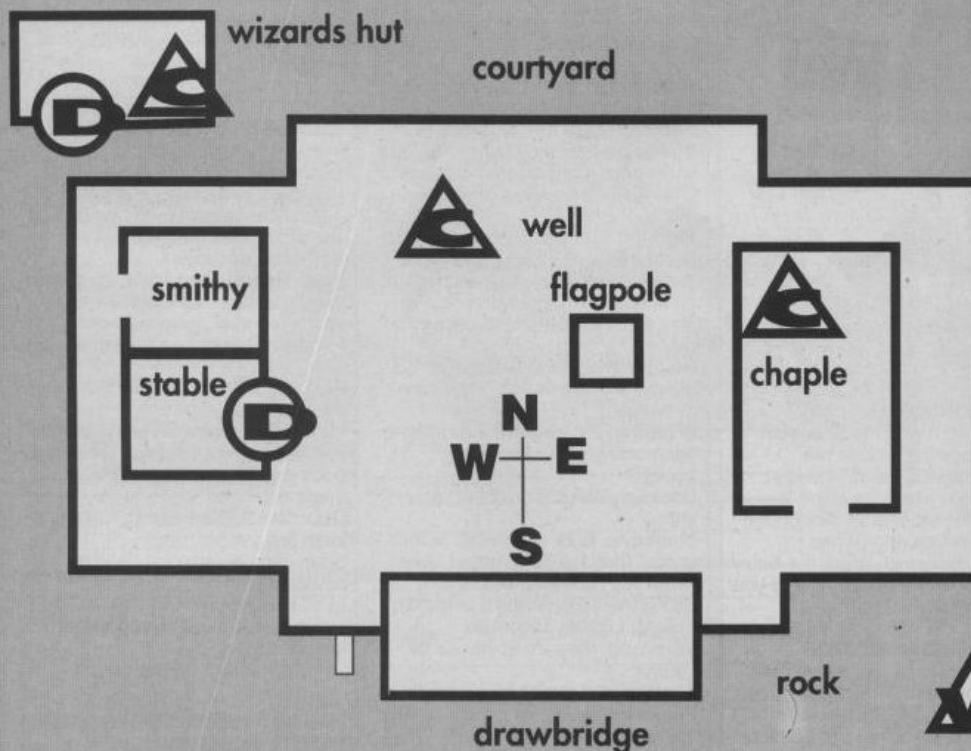 wizards hut
D
C
courtyard
C
well
smithy
flagpole
C
stable
chaple
D
N
W E
S
rock
drawbridge